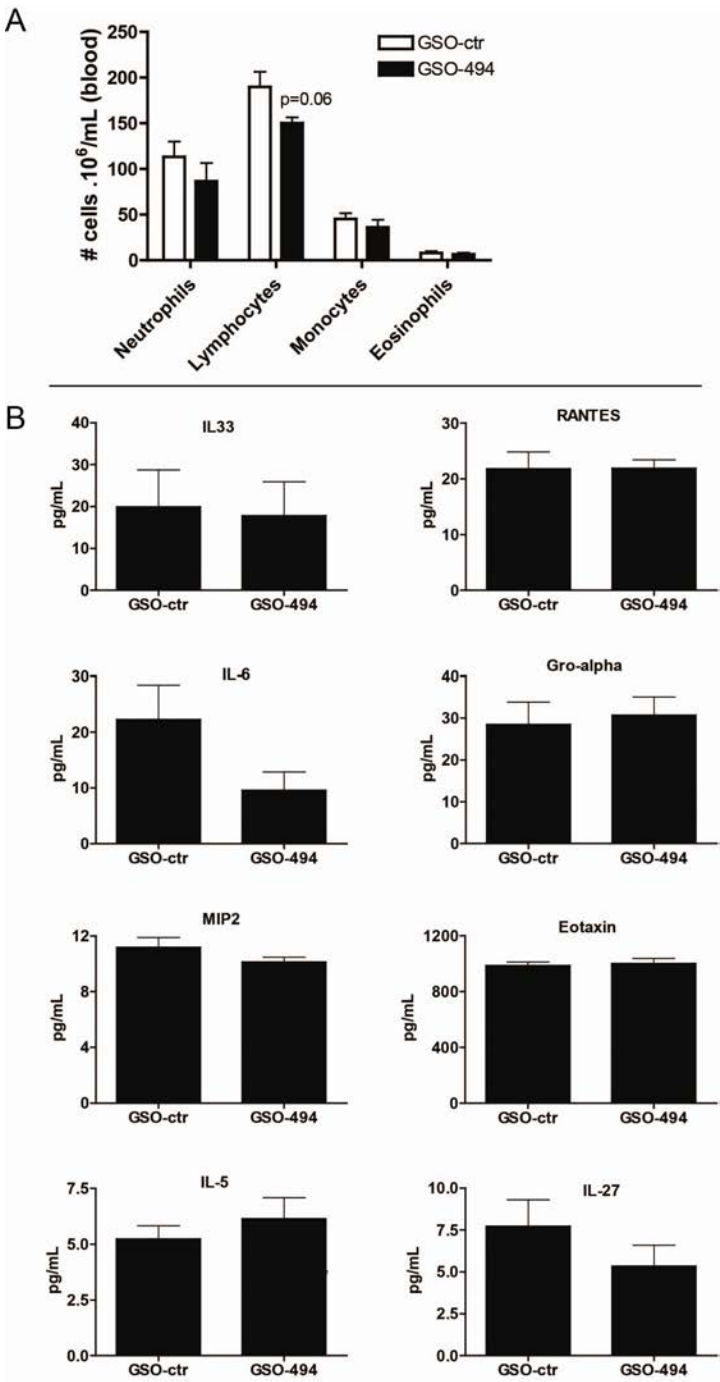 A
# cells .10⁶/mL (blood)
250
200
150
100
50
0
GSO-ctr
GSO-494
p=0.06
Neutrophils
Lymphocytes
Monocytes
Eosinophils
B
IL33
pg/mL
40
30
20
10
0
GSO-ctr
GSO-494
RANTES
pg/mL
30
20
10
0
GSO-ctr
GSO-494
IL-6
pg/mL
30
20
10
0
GSO-ctr
GSO-494
Gro-alpha
pg/mL
40
30
20
10
0
GSO-ctr
GSO-494
MIP2
pg/mL
12
8
4
0
GSO-ctr
GSO-494
Eotaxin
pg/mL
1200
800
400
0
GSO-ctr
GSO-494
IL-5
pg/mL
7.5
5.0
2.5
0.0
GSO-ctr
GSO-494
IL-27
pg/mL
10.0
7.5
5.0
2.5
0.0
GSO-ctr
GSO-494